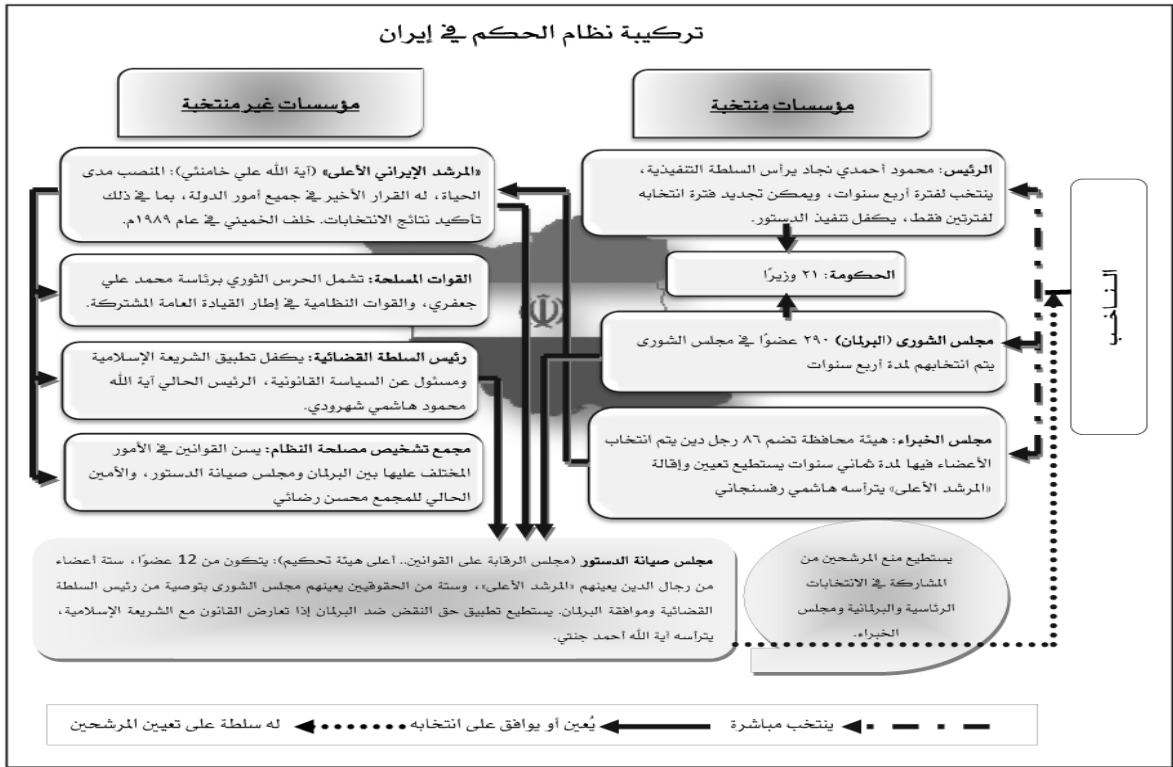 تركيبة نظام الحكم في إيران
مؤسسات منتخبة
الرئيس: محمود أحمدي نجاد يرأس السلطة التنفيذية،
ينتخب لفترة أربع سنوات، ويمكن تجديد فترة انتخابه
لفترتين فقط، يكفل تنفيذ الدستور.
الحكومة: ٢١ وزيرًا
مجلس الشورى (البرلمان) ٢٩٠ عضوًا في مجلس الشورى
يتم انتخابهم لمدة أربع سنوات
مجلس الخبراء: هيئة محافظة تضم ٨٦ رجل دين يتم انتخاب
الأعضاء فيها لمدة ثماني سنوات يستطيع تعيين وإقالة
«المرشد الأعلى» يترأسه هاشمي رفسنجاني
الناخب
مؤسسات غير منتخبة
«المرشد الإيراني الأعلى» (آية الله علي خامنئي): المنصب مدى
الحياة، له القرار الأخير في جميع أمور الدولة، بما في ذلك
تأكيد نتائج الانتخابات. خلف الخميني في عام ١٩٨٩م.
القوات المسلحة: تشمل الحرس الثوري برئاسة محمد علي
جعفري، والقوات النظامية في إطار القيادة العامة المشتركة.
رئيس السلطة القضائية: يكفل تطبيق الشريعة الإسلامية
ومسئول عن السياسة القانونية، الرئيس الحالي آية الله
محمود هاشمي شهرودي.
مجمع تشخيص مصلحة النظام: يسن القوانين في الأمور
المختلف عليها بين البرلمان ومجلس صيانة الدستور، والأمين
الحالي للمجمع محسن رضائي
يستطيع منع المرشحين من
المشاركة في الانتخابات
الرئاسية والبرلمانية ومجلس
الخبراء.
مجلس صيانة الدستور (مجلس الرقابة على القوانين.. أعلى هيئة تحكيم): يتكون من 12 عضوًا، ستة أعضاء
من رجال الدين يعينهم «المرشد الأعلى»، وستة من الحقوقيين يعينهم مجلس الشورى بتوصية من رئيس السلطة
القضائية وموافقة البرلمان. يستطيع تطبيق حق النقض ضد البرلمان إذا تعارض القانون مع الشريعة الإسلامية،
يترأسه آية الله أحمد جنتي.
ينتخب مباشرة
يُعين أو يوافق على انتخابه
له سلطة على تعيين المرشحين